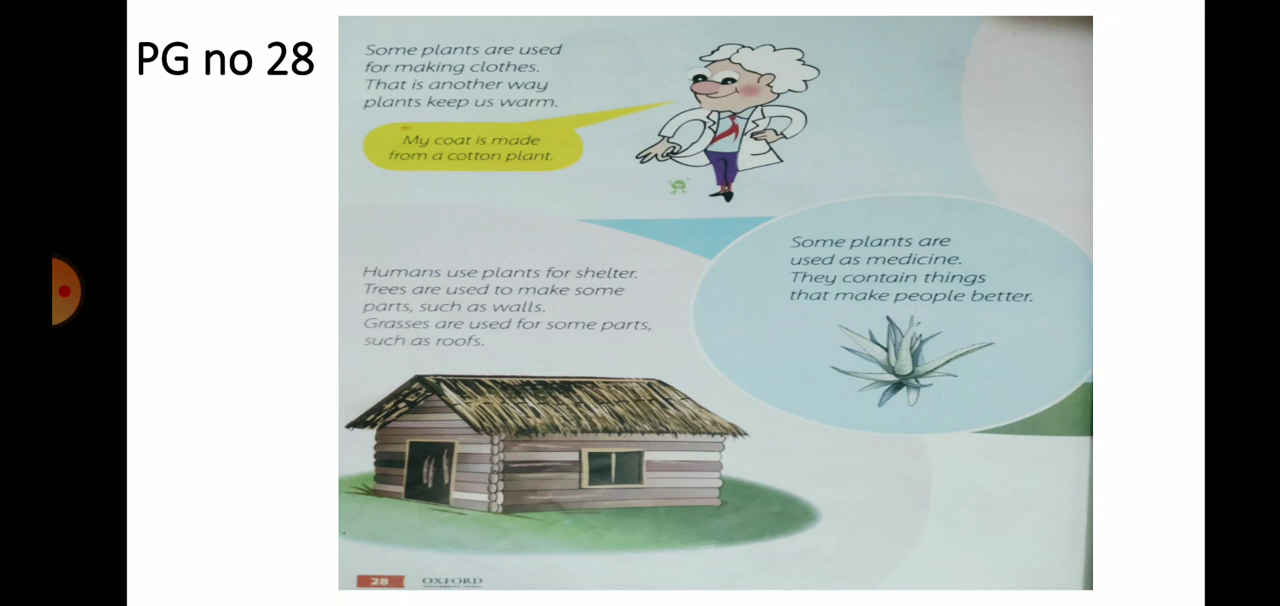 PG no 28
Some plants are used
for making clothes.
That is another way
plants keep us warm.
My coat is made
from a cotton plant.
Some plants are
used as medicine.
They contain things
that make people better.
Humans use plants for shelter.
Trees are used to make some
parts, such as walls.
Grasses are used for some parts,
such as roofs.
28
OXFORD
UNIVERSITY PRESS